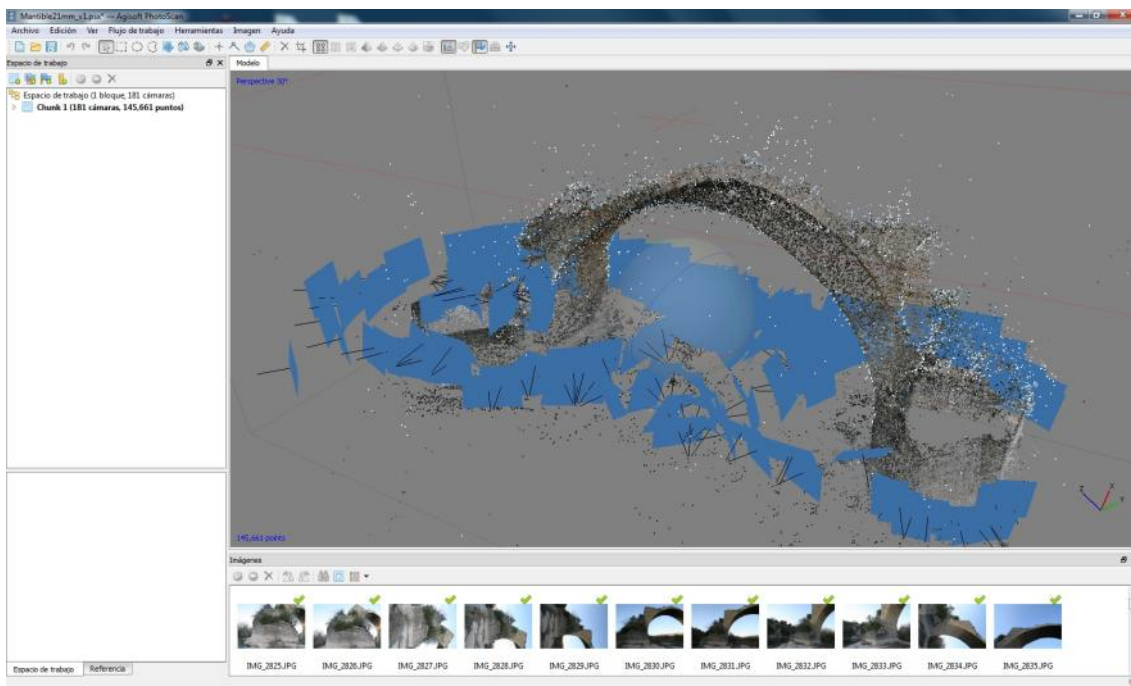 Mantible21mm_v1.psx* — Agisoft PhotoScan
Archivo Edición Ver Flujo de trabajo Herramientas Imagen Ayuda
Espacio de trabajo
Modelo
Espacio de trabajo (1 bloque, 181 cámaras)
Chunk 1 (181 cámaras, 145,661 puntos)
Perspective 30°
Z X Y
145,661 points
Imágenes
IMG_2825.JPG IMG_2826.JPG IMG_2827.JPG IMG_2828.JPG IMG_2829.JPG IMG_2830.JPG IMG_2831.JPG IMG_2832.JPG IMG_2833.JPG IMG_2834.JPG IMG_2835.JPG
Espacio de trabajo Referencia